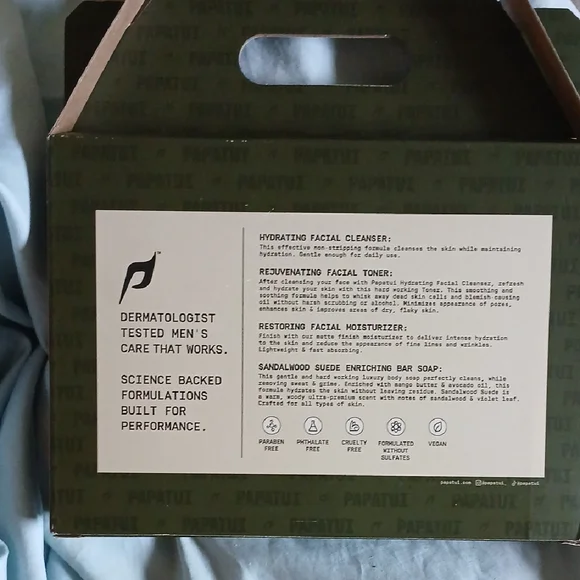 PAPATUI
™
DERMATOLOGIST
TESTED MEN'S
CARE THAT WORKS.
SCIENCE BACKED
FORMULATIONS
BUILT FOR
PERFORMANCE.
HYDRATING FACIAL CLEANSER:
This effective non-stripping formula cleanses the skin while maintaining
hydration. Gentle enough for daily use.
REJUVENATING FACIAL TONER:
After cleansing your face with Papatui Hydrating Facial Cleanser, refresh
and hydrate your skin with this hard working Toner. This smoothing and
soothing formula helps to whisk away dead skin cells and blemish-causing
oil without harsh scrubbing or alcohol. Minimizes appearance of pores,
enhances skin & improves areas of dry, flaky skin.
RESTORING FACIAL MOISTURIZER:
Finish with our matte finish moisturizer to deliver intense hydration
to the skin and reduce the appearance of fine lines and wrinkles.
Lightweight & fast absorbing.
SANDALWOOD SUEDE ENRICHING BAR SOAP:
This gentle and hard working luxury body soap perfectly cleans, while
removing sweat & grime. Enriched with mango butter & avocado oil, this
formula hydrates the skin without leaving residue. Sandalwood Suede is
a warm, woody ultra-premium scent with notes of sandalwood & violet leaf.
Crafted for all types of skin.
PARABEN
FREE
PHTHALATE
FREE
CRUELTY
FREE
FORMULATED
WITHOUT
SULFATES
VEGAN
papatui.com @papatui. @papatui